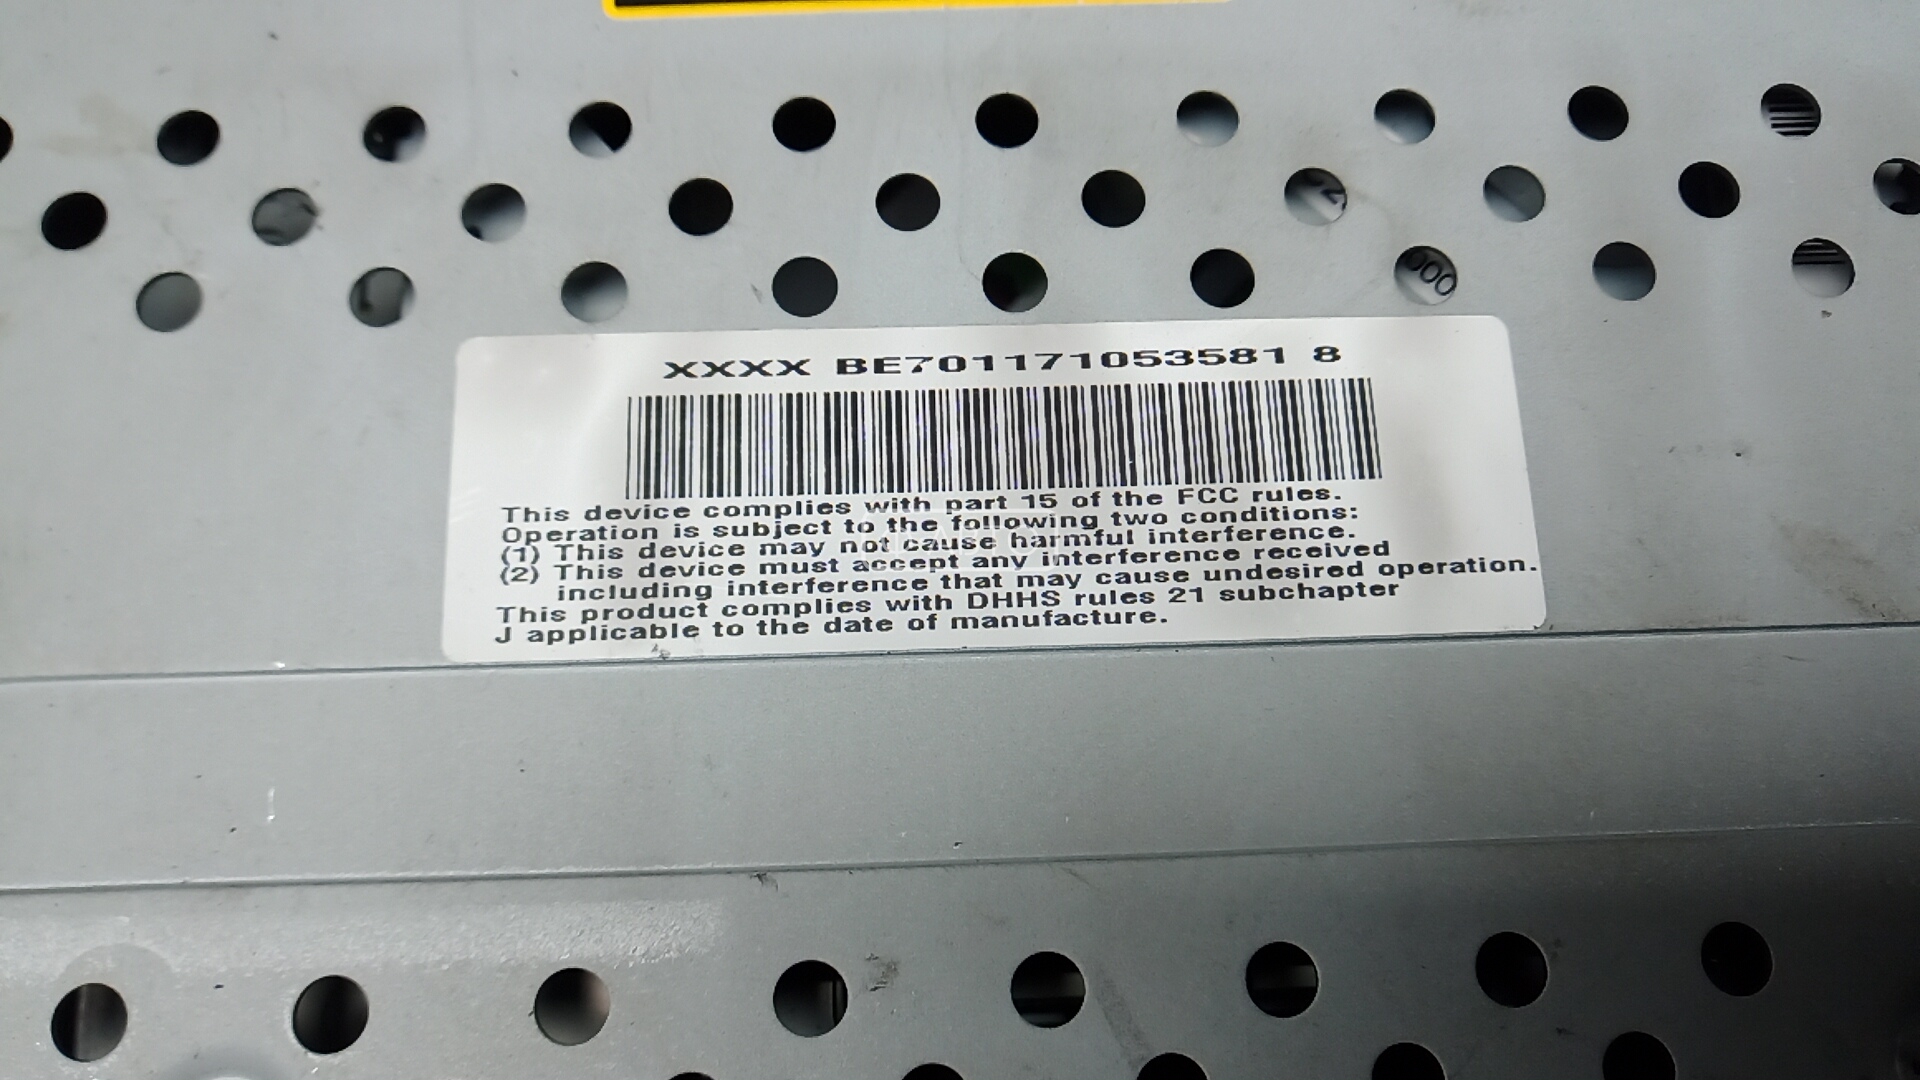 000
XXXX BE701171053581 8
This device complies with part 15 of the FCC rules.
Operation is subject to the following two conditions:
(1) This device may not cause harmful interference.
(2) This device must accept any interference received
including interference that may cause undesired operation.
This product complies with DHHS rules 21 subchapter
J applicable to the date of manufacture.